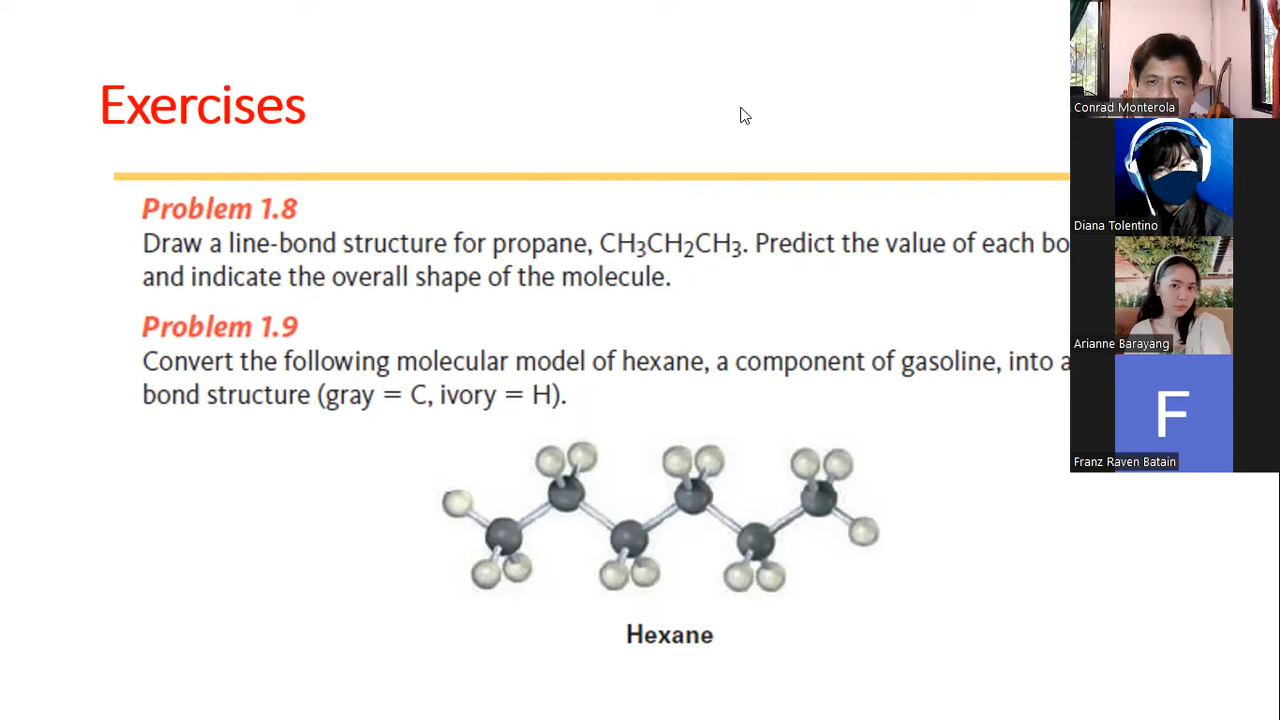 Exercises
Problem 1.8
Draw a line-bond structure for propane, CH₃CH₂CH₃. Predict the value of each
and indicate the overall shape of the molecule.
Problem 1.9
Convert the following molecular model of hexane, a component of gasoline, into a
bond structure (gray = C, ivory = H).
Hexane
Conrad Monterola
Diana Tolentino
Arianne Barayang
F
Franz Raven Batain